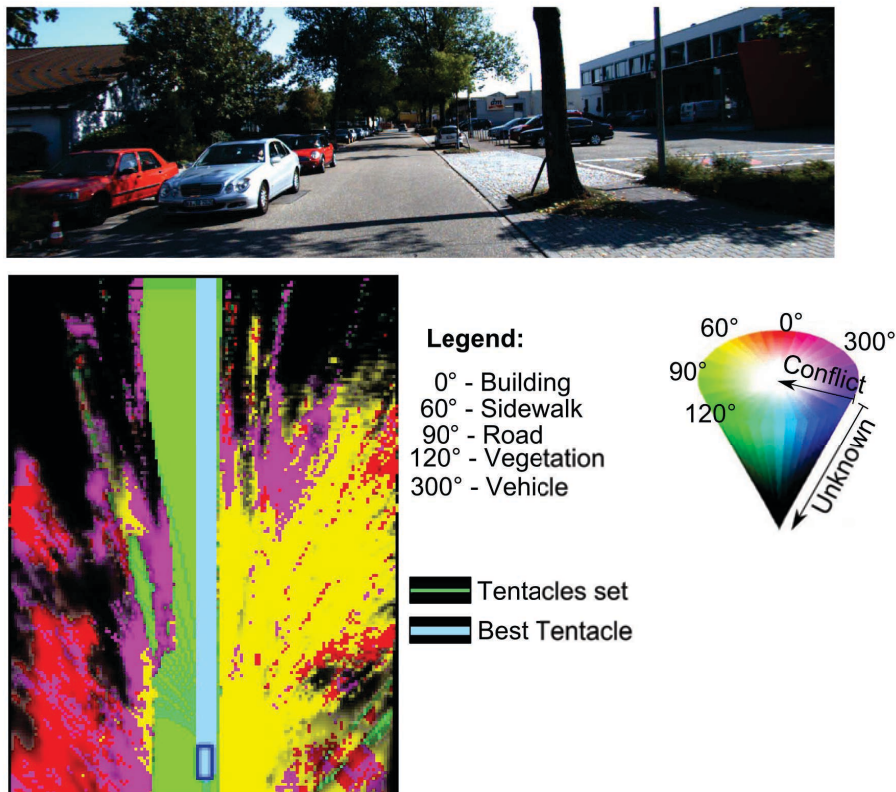 Legend:
0° - Building
60° - Sidewalk
90° - Road
120° - Vegetation
300° - Vehicle
60°
0°
300°
90°
120°
Conflict
Unknown
Tentacles set
Best Tentacle